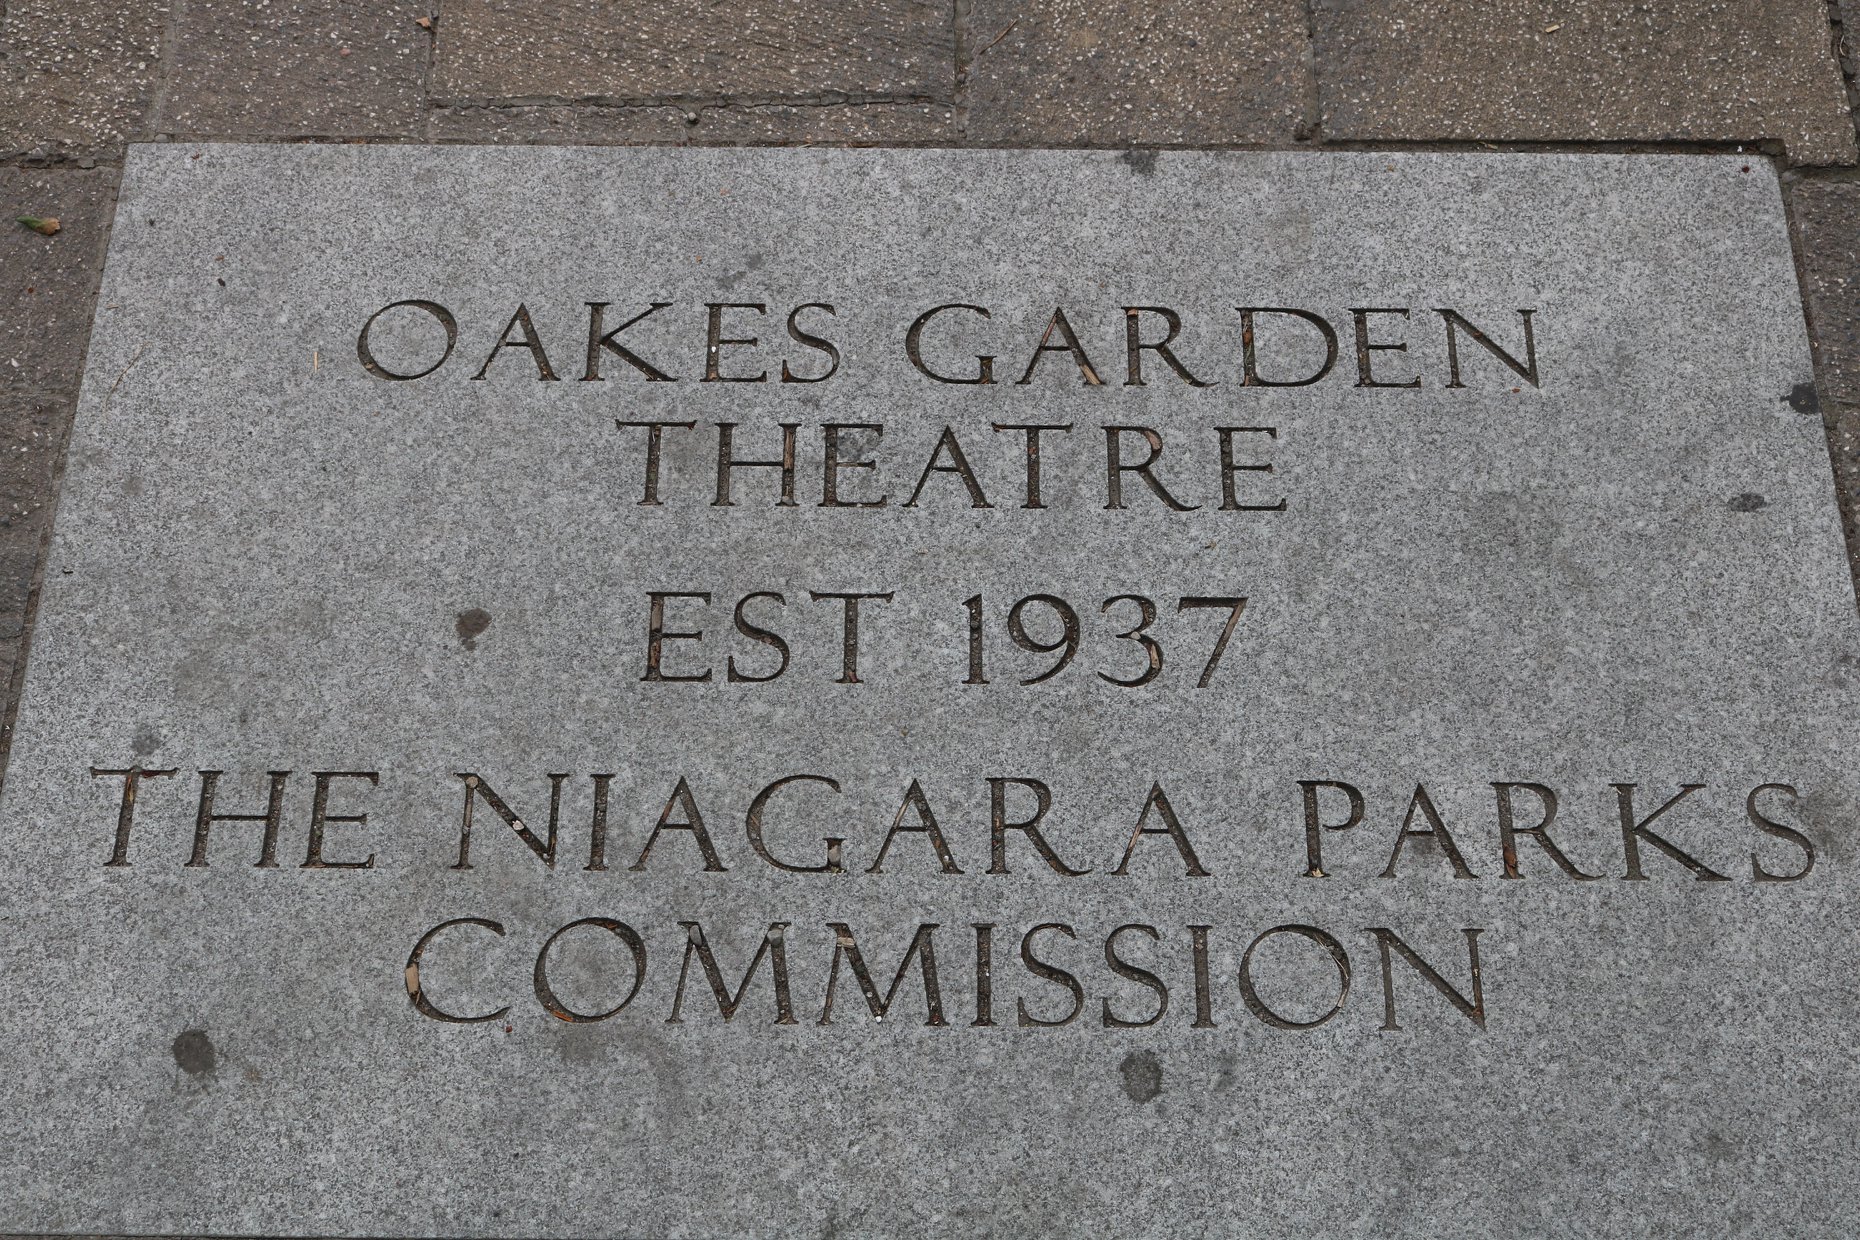 OAKES GARDEN
THEATRE
EST 1937
THE NIAGARA PARKS
COMMISSION